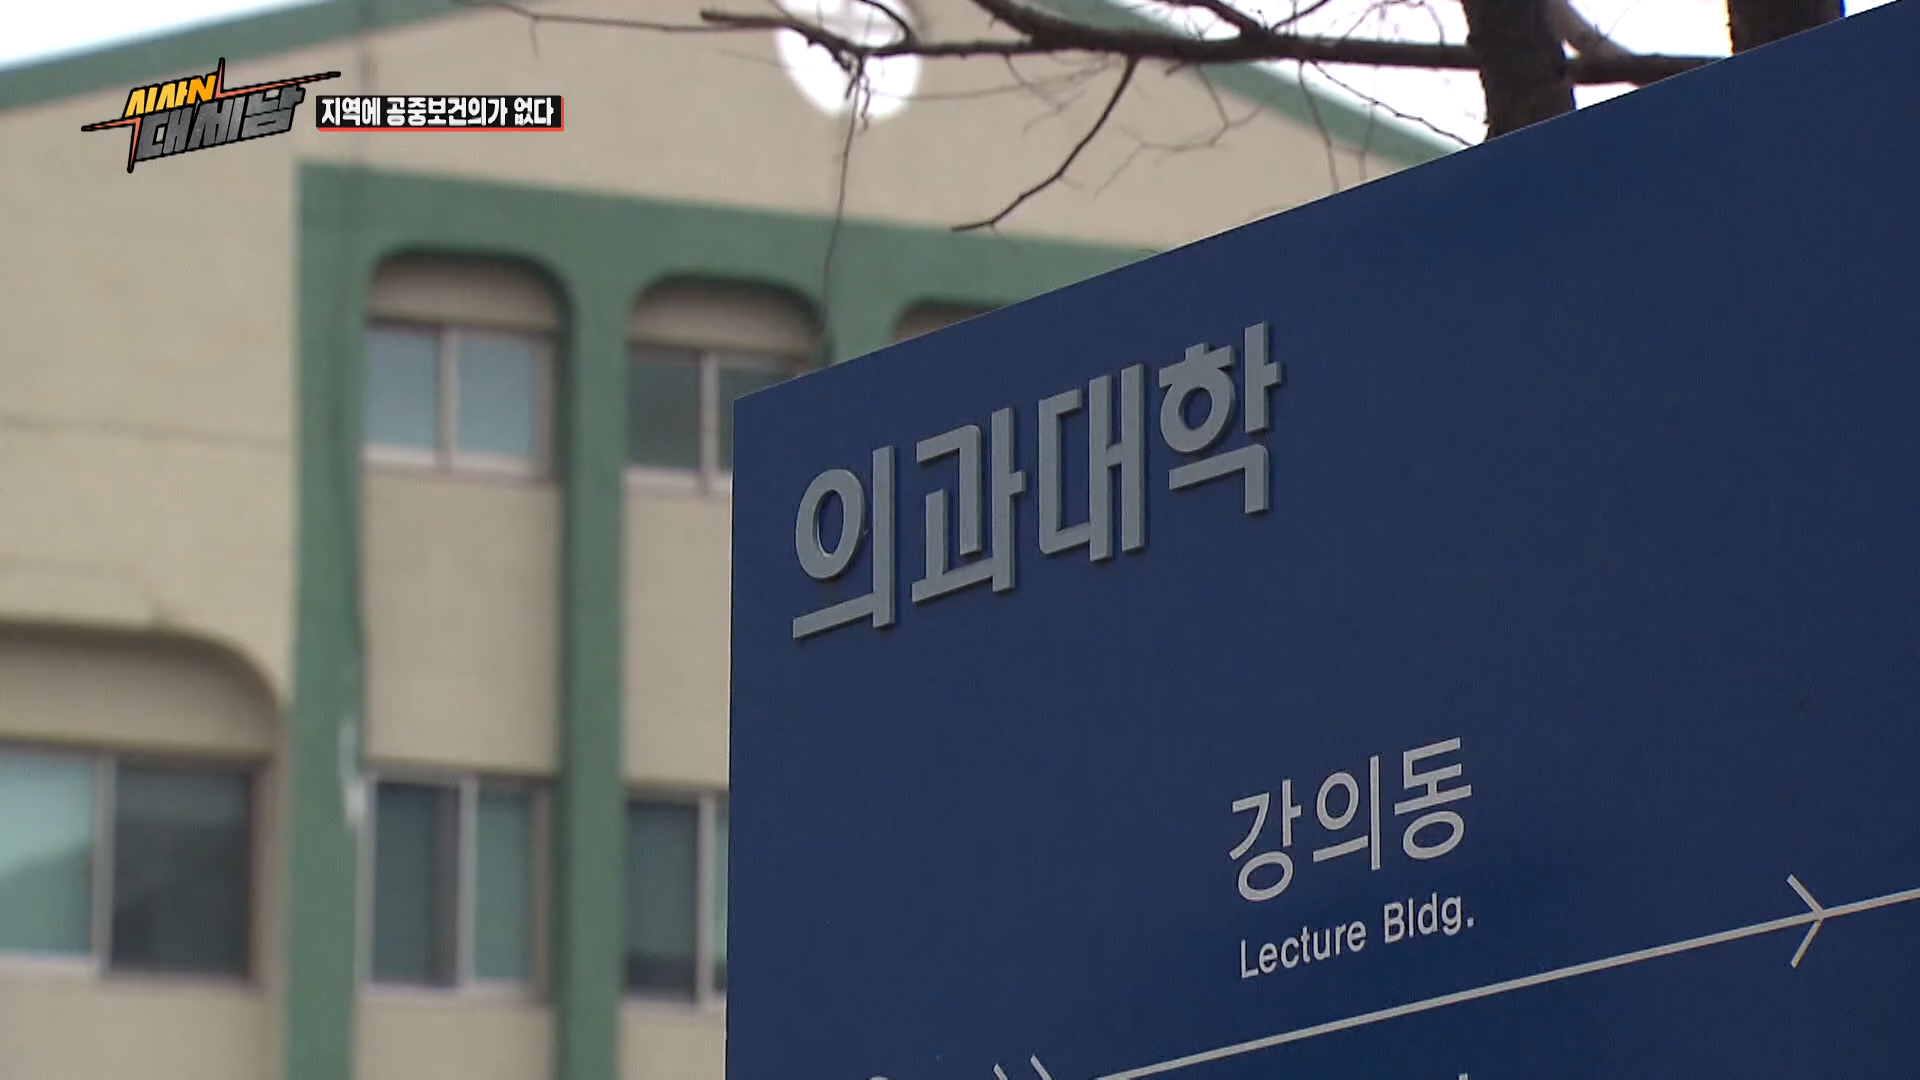 시사N
대세남
지역에 공중보건의가 없다
의과대학
강의동
Lecture Bldg.